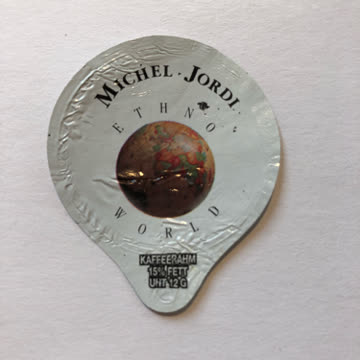 MICHEL · JORDI
ETHNO
WORLD
KAFFEERAHM
15% FETT
UHT 12 G